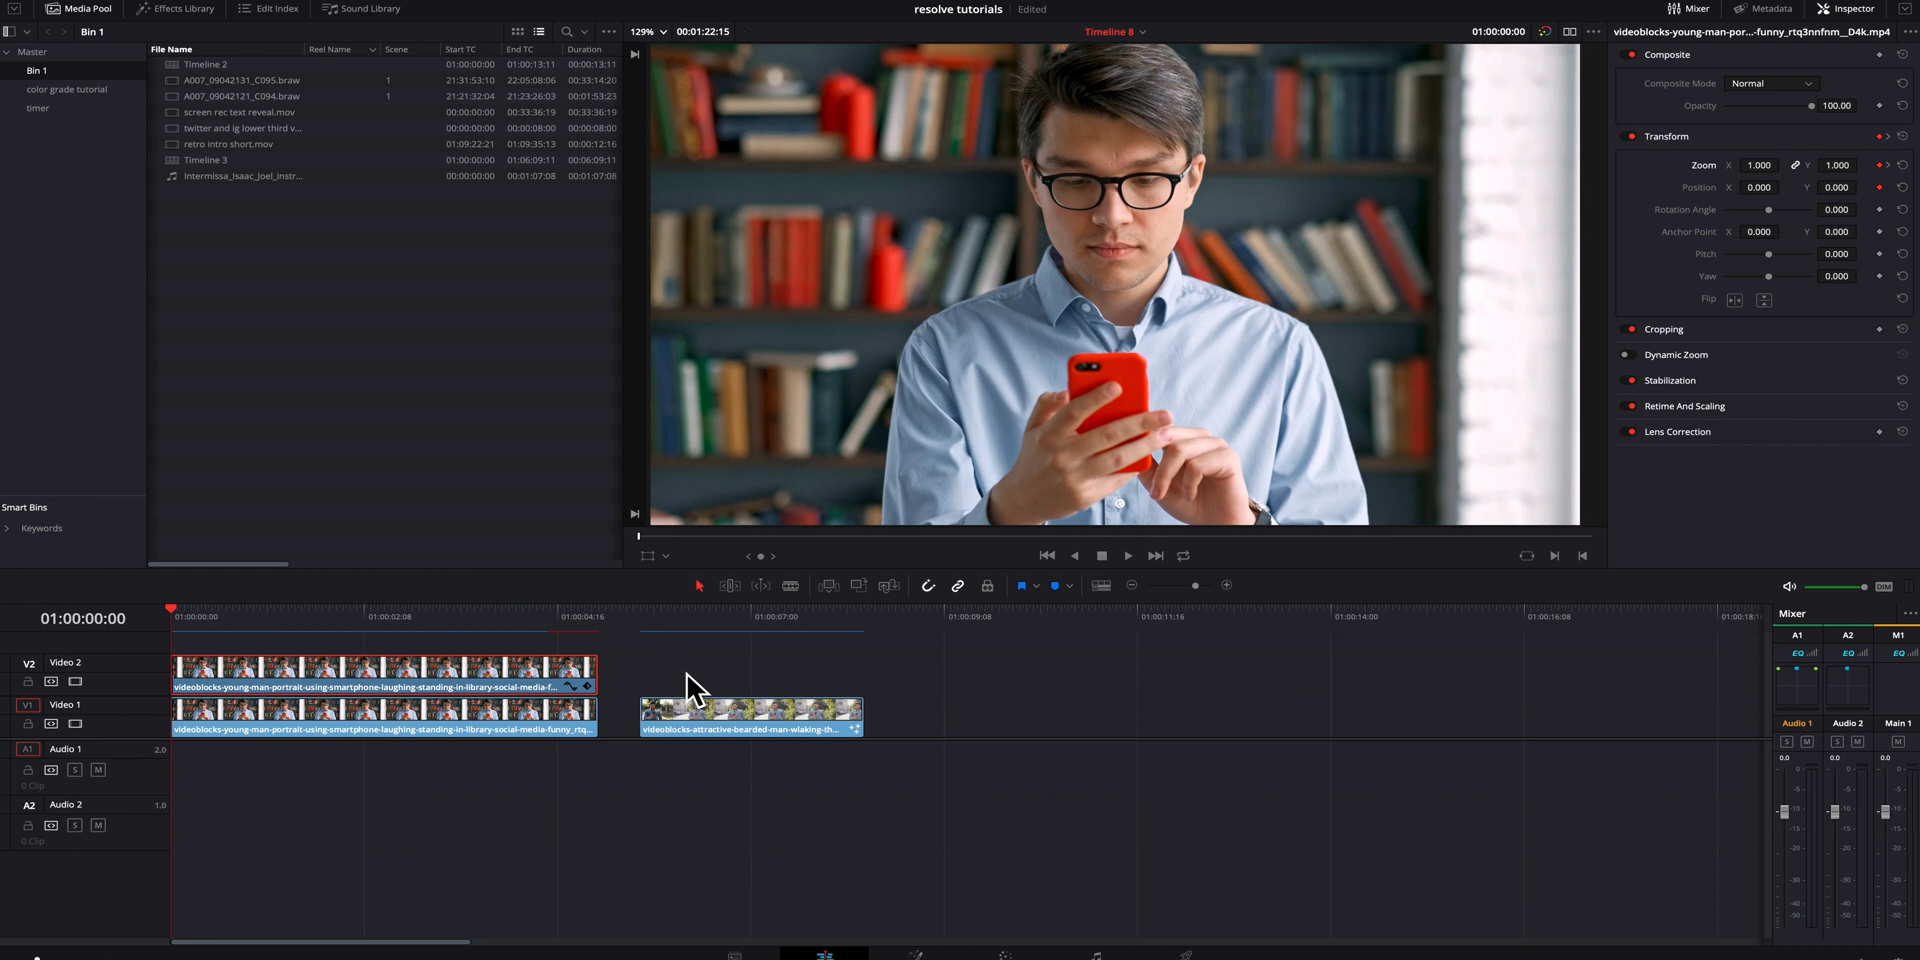 Media Pool Effects Library Edit Index Sound Library resolve tutorials Edited Mixer Metadata Inspector
Bin 1 129% 00:01:22:15 Timeline 8 01:00:00:00 videoblocks-young-man-por...-funny_rtq3nnfnm__D4k.mp4
Master
Bin 1
color grade tutorial
timer
Smart Bins
Keywords
File Name Reel Name Scene Start TC End TC Duration
Timeline 2 01:00:00:00 01:00:13:11 00:00:13:11
A007_09042131_C095.braw 1 21:31:53:10 22:05:08:06 00:33:14:20
A007_09042121_C094.braw 1 21:21:32:04 21:23:26:03 00:01:53:23
screen rec text reveal.mov 00:00:00:00 00:33:36:19 00:33:36:19
twitter and ig lower third v... 00:00:00:00 00:00:08:00 00:00:08:00
retro intro short.mov 01:09:22:21 01:09:35:13 00:00:12:16
Timeline 3 01:00:00:00 01:06:09:11 00:06:09:11
Intermissa_Isaac_Joel_instr... 00:00:00:00 00:01:07:08 00:01:07:08
Composite
Composite Mode Normal
Opacity 100.00
Transform
Zoom X 1.000 Y 1.000
Position X 0.000 Y 0.000
Rotation Angle 0.000
Anchor Point X 0.000 Y 0.000
Pitch 0.000
Yaw 0.000
Flip
Cropping
Dynamic Zoom
Stabilization
Retime And Scaling
Lens Correction
DIM
01:00:00:00
01:00:00:00 01:00:02:08 01:00:04:16 01:00:07:00 01:00:09:08 01:00:11:16 01:00:14:00 01:00:16:08 01:00:18:1
V2 Video 2
videoblocks-young-man-portrait-using-smartphone-laughing-standing-in-library-social-media-f...
V1 Video 1
videoblocks-young-man-portrait-using-smartphone-laughing-standing-in-library-social-media-funny_rtq...
videoblocks-attractive-bearded-man-wlaking-th...
A1 Audio 1 2.0
S M
0 Clip
A2 Audio 2 1.0
S M
0 Clip
Mixer
A1 A2 M1
EQ EQ EQ
Audio 1 Audio 2 Main 1
S M S M M
0.0 0.0 0.0
0 0 0
-5 -5 -5
-10 -10 -10
-15 -15 -15
-20 -20 -20
-30 -30 -30
-40 -40 -40
-50 -50 -50